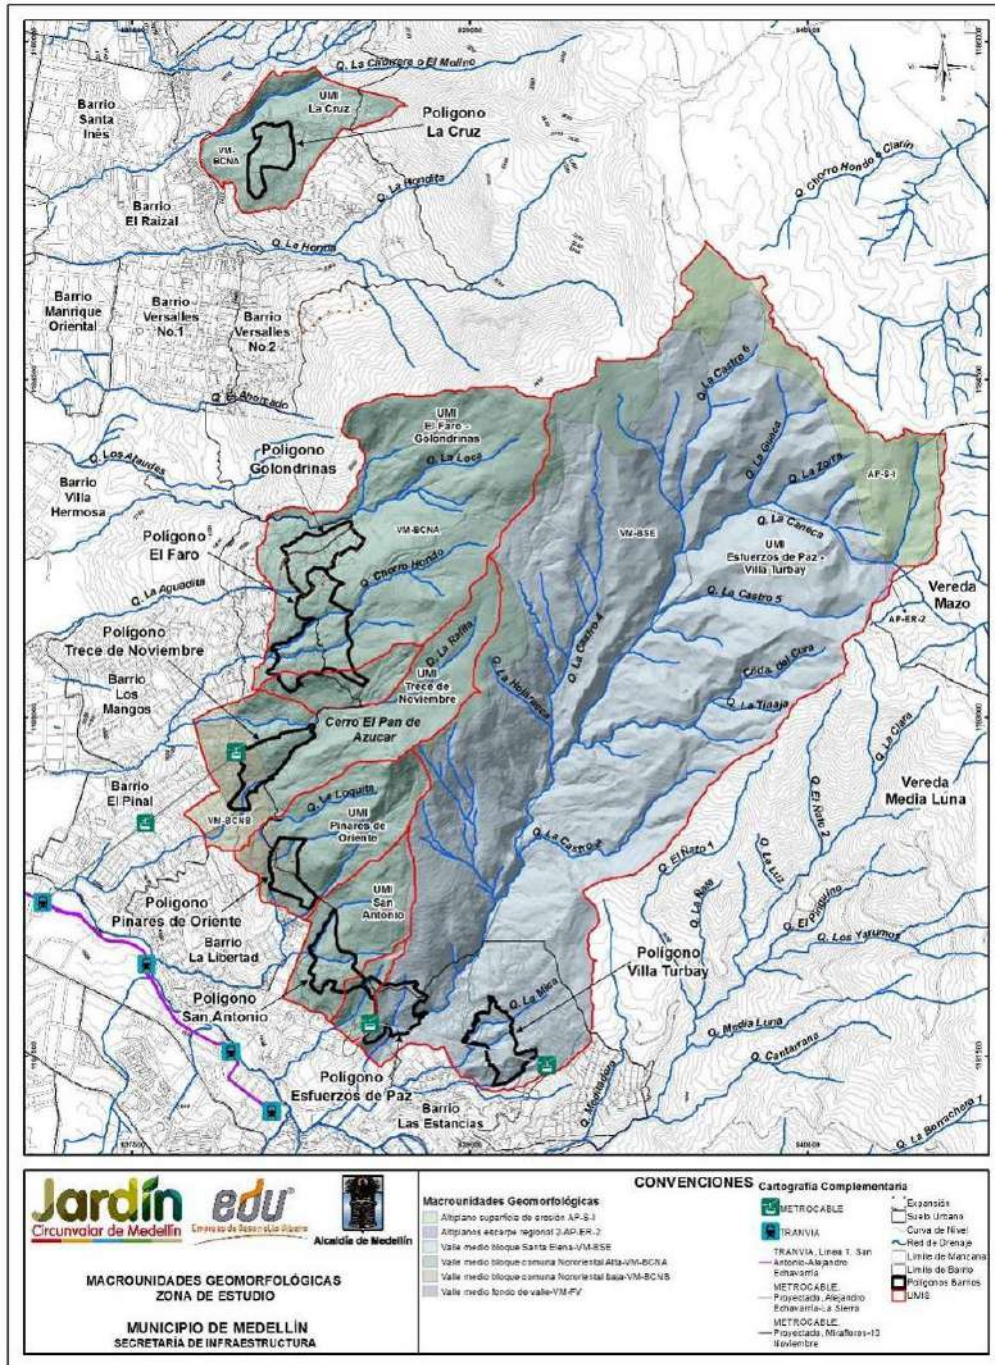 Q. La Chorrera o El Molino
Barrio
Santa
Inés
UMI
La Cruz
Polígono
La Cruz
VM-
BCNA
Q. La Hondita
Q. Chorro Hondo o Clarín
Barrio
El Raizal
Q. La Honda
Barrio
Manrique
Oriental
Barrio
Versalles
No.1
Barrio
Versalles
No.2
Q. La Castro 6
Q. El Ahorcado
UMI
El Faro -
Golondrinas
Polígono
Golondrinas
Q. La Loca
Q. La Guaca
Q. La Zorra
AP-S-I
Q. Los Ataudes
Barrio
Villa
Hermosa
VM-BCNA
VM-BSE
Q. La Caneca
UMI
Esfuerzos de Paz -
Villa Turbay
Polígono
El Faro
Q. Chorro Hondo
Q. La Aguadita
Q. La Castro 5
Vereda
Mazo
AP-ER-2
Polígono
Trece de Noviembre
Q. La Rafita
UMI
Trece de
Noviembre
Q. La Castro 4
Cñda. del Cura
Q. La Tinaja
Barrio
Los
Mangos
Cerro El Pan de
Azucar
Q. La Clara
Barrio
El Pinal
Q. La Loquita
Q. El Ñato 2
Vereda
Media Luna
VM-BCNB
UMI
Pinares de
Oriente
Q. El Ñato 1
Q. La Luz
UMI
San
Antonio
Polígono
Pinares de Oriente
Q. El Pingüino
Q. Los Yarumos
Barrio
La Libertad
Polígono
Villa Turbay
Polígono
San Antonio
Q. La Mica
Q. Media Luna
Q. Cantarrana
Polígono
Esfuerzos de Paz
Barrio
Las Estancias
Q. La Borrachero 1
Jardín
Circunvalar de Medellín
edu
Empresa de Desarrollo Urbano
Alcaldía de Medellín
MACROUNIDADES GEOMORFOLÓGICAS
ZONA DE ESTUDIO
MUNICIPIO DE MEDELLÍN
SECRETARÍA DE INFRAESTRUCTURA
CONVENCIONES
Macrounidades Geomorfológicas
Altiplano superficie de erosión AP-S-I
Altiplanos escarpe regional 2-AP-ER-2
Valle medio bloque Santa Elena-VM-BSE
Valle medio bloque comuna Nororiental Alta-VM-BCNA
Valle medio bloque comuna Nororiental baja-VM-BCNB
Valle medio fondo de valle-VM-FV
Cartografía Complementaria
METROCABLE
TRANVIA
TRANVIA, Linea T. San
Antonio-Alejandro
Echavarría
METROCABLE,
Proyectado, Alejandro
Echavarría-La Sierra
METROCABLE,
Proyectado, Miraflores-13
Noviembre
Expansión
Suelo Urbano
Curva de Nivel
Red de Drenaje
Limite de Manzana
Limite de Barrio
Polígonos Barrios
UMIS